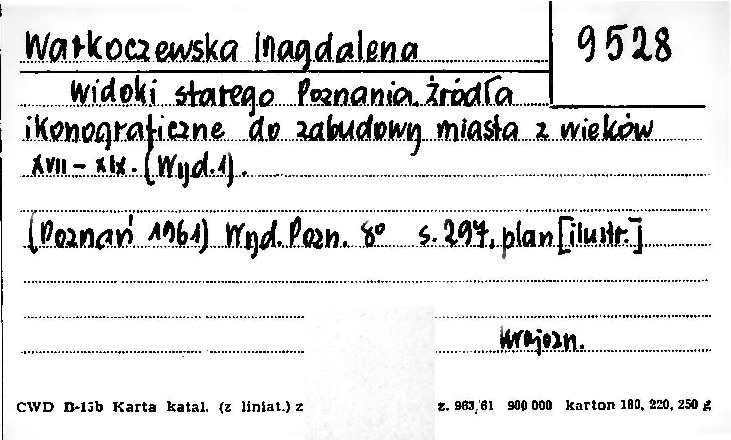 Warkoczewska Magdalena
9528
Widoki starego Poznania. Źródła
ikonograficzne do zabudowy miasta z wieków
XVII - XIX. (Wyd. 1).
(Poznań 1961) Wyd. Pozn. 8° s. 297, plan [ilustr.]
Krajozn.
CWD D-15b Karta katal. (z liniat.) z z. 963/61 900 000 karton 180, 220, 250 g